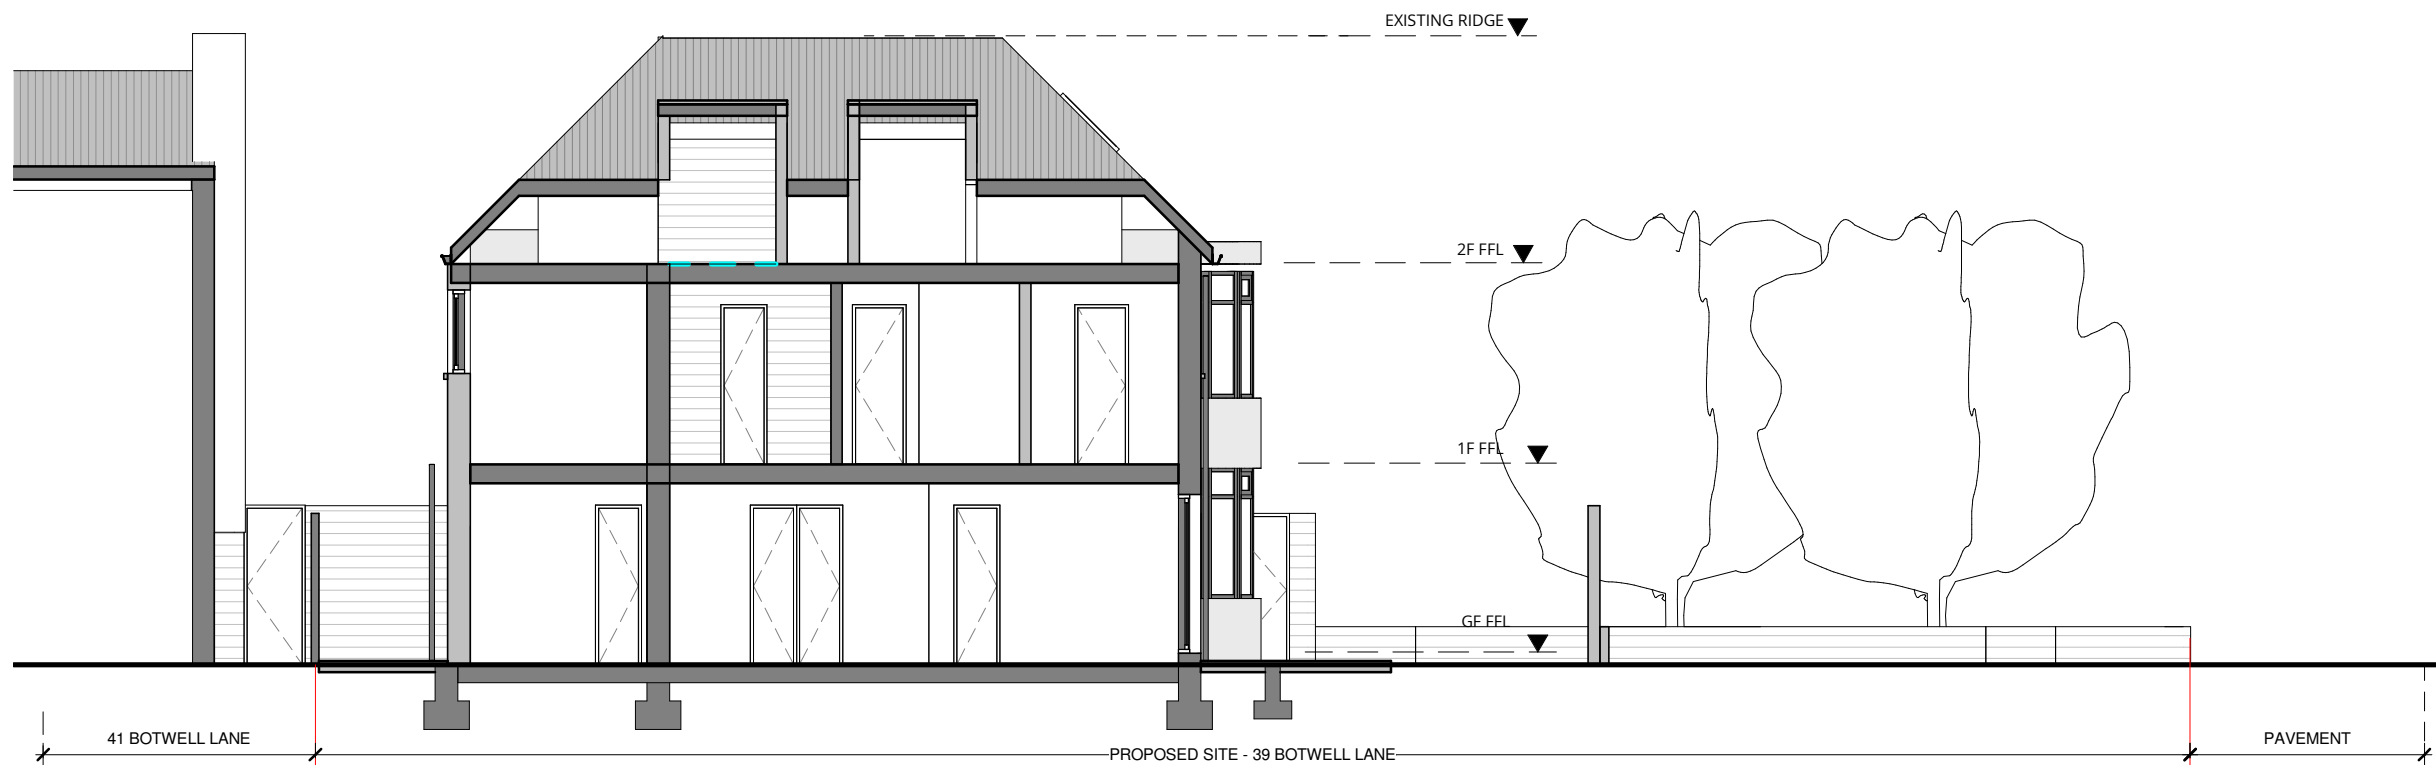 EXISTING RIDGE
2F FFL
1F FFL
GF FFL
41 BOTWELL LANE
PROPOSED SITE - 39 BOTWELL LANE
PAVEMENT